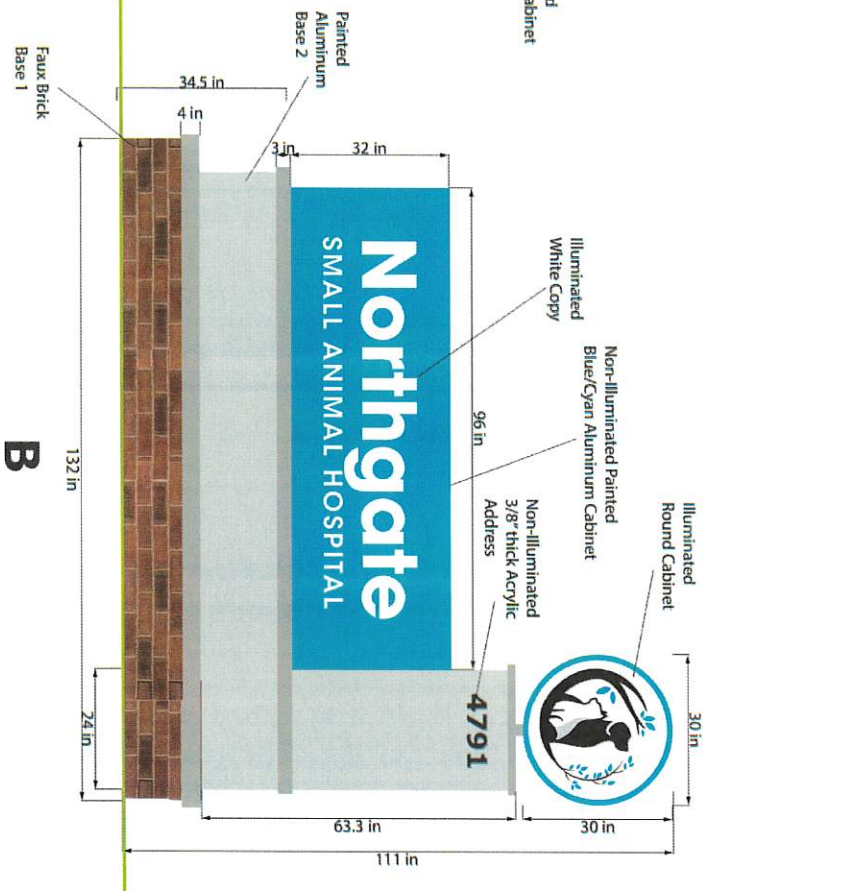 abinet
Illuminated
Round Cabinet
Non-Illuminated Painted
Blue/Cyan Aluminum Cabinet
Illuminated
White Copy
Non-Illuminated
3/8" thick Acrylic
Address
Painted
Aluminum
Base 2
Faux Brick
Base 1
30 in
30 in
111 in
63.3 in
96 in
32 in
3 in
34.5 in
4 in
4791
Northgate
SMALL ANIMAL HOSPITAL
24 in
132 in
B